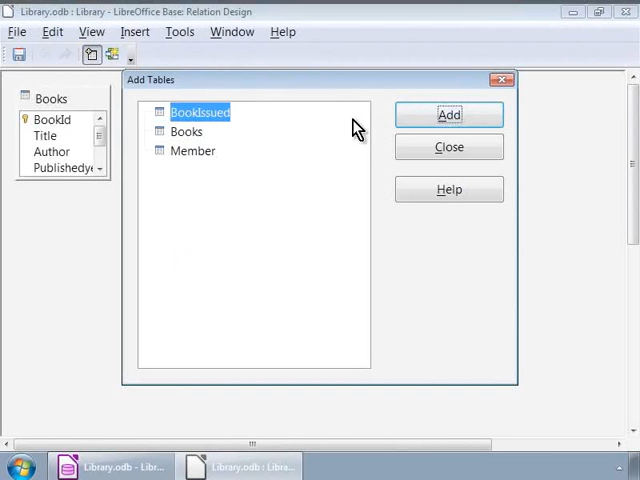 Library.odb : Library - LibreOffice Base: Relation Design
File Edit View Insert Tools Window Help
Add Tables
Books
BookId
Title
Author
Publishedye
BookIssued
Books
Member
Add
Close
Help
Library.odb - Libr...
Library.odb : Libra...